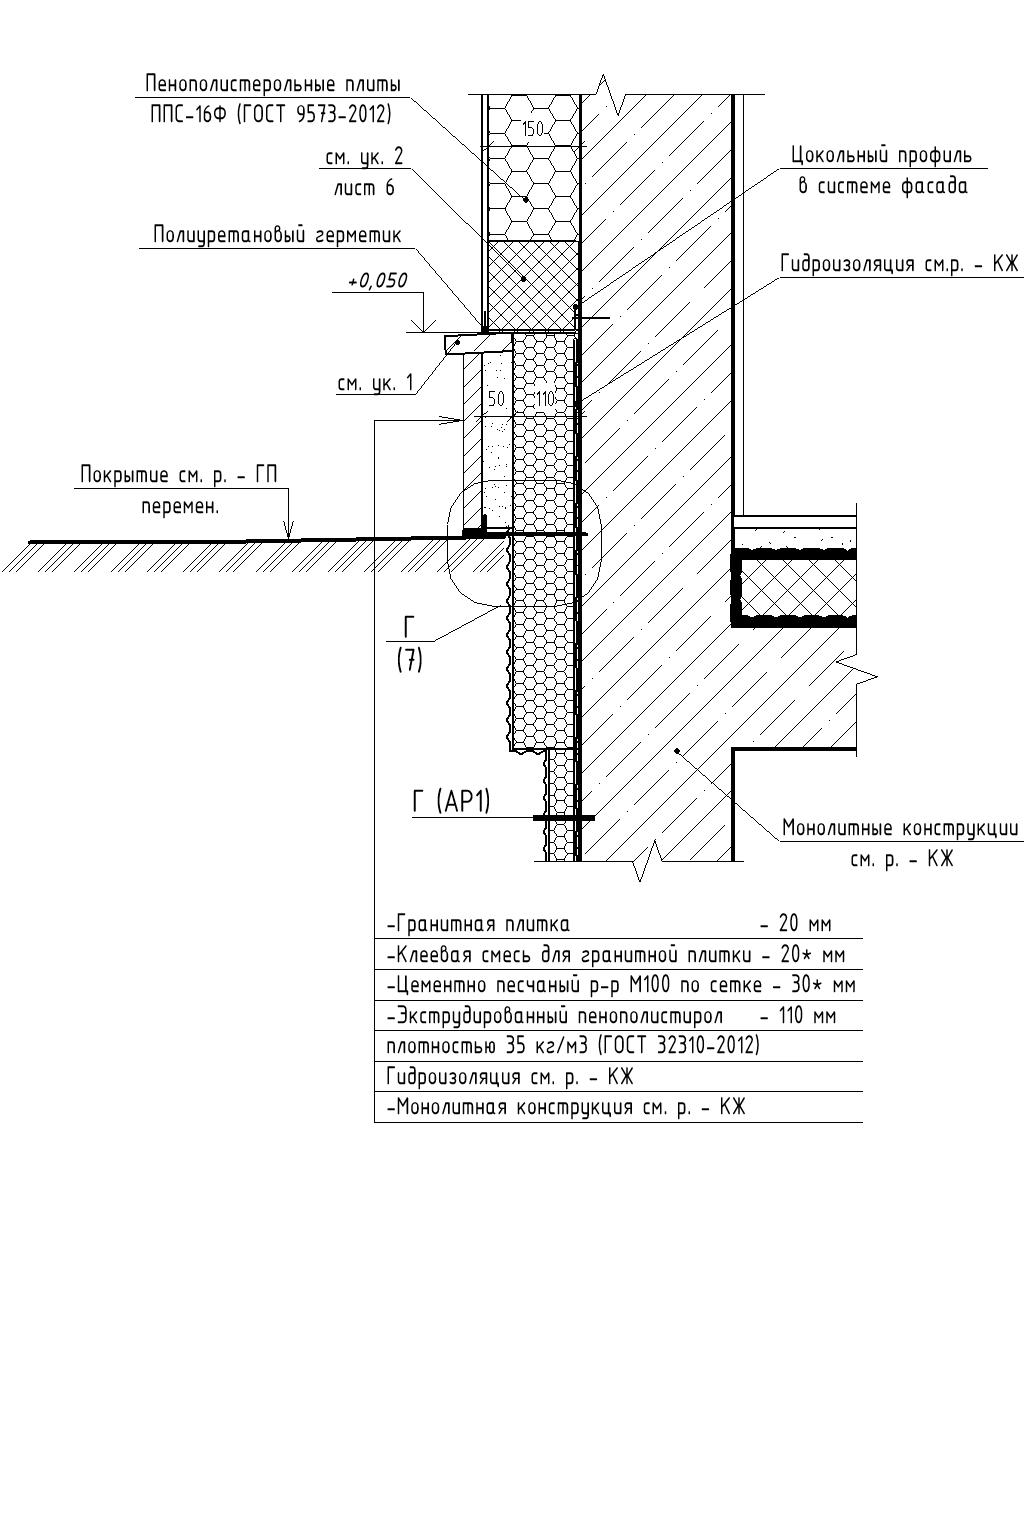 Пенополистерольные плиты
ППС-16Ф (ГОСТ 9573-2012)
150
см. ук. 2
лист 6
Цокольный профиль
в системе фасада
Полиуретановый герметик
Гидроизоляция см.р. - КЖ
+0,050
см. ук. 1
50
110
Покрытие см. р. - ГП
перемен.
Г
(7)
Г (АР1)
Монолитные конструкции
см. р. - КЖ
-Гранитная плитка - 20 мм
-Клеевая смесь для гранитной плитки - 20* мм
-Цементно песчаный р-р М100 по сетке - 30* мм
-Экструдированный пенополистирол - 110 мм
плотностью 35 кг/м3 (ГОСТ 32310-2012)
Гидроизоляция см. р. - КЖ
-Монолитная конструкция см. р. - КЖ